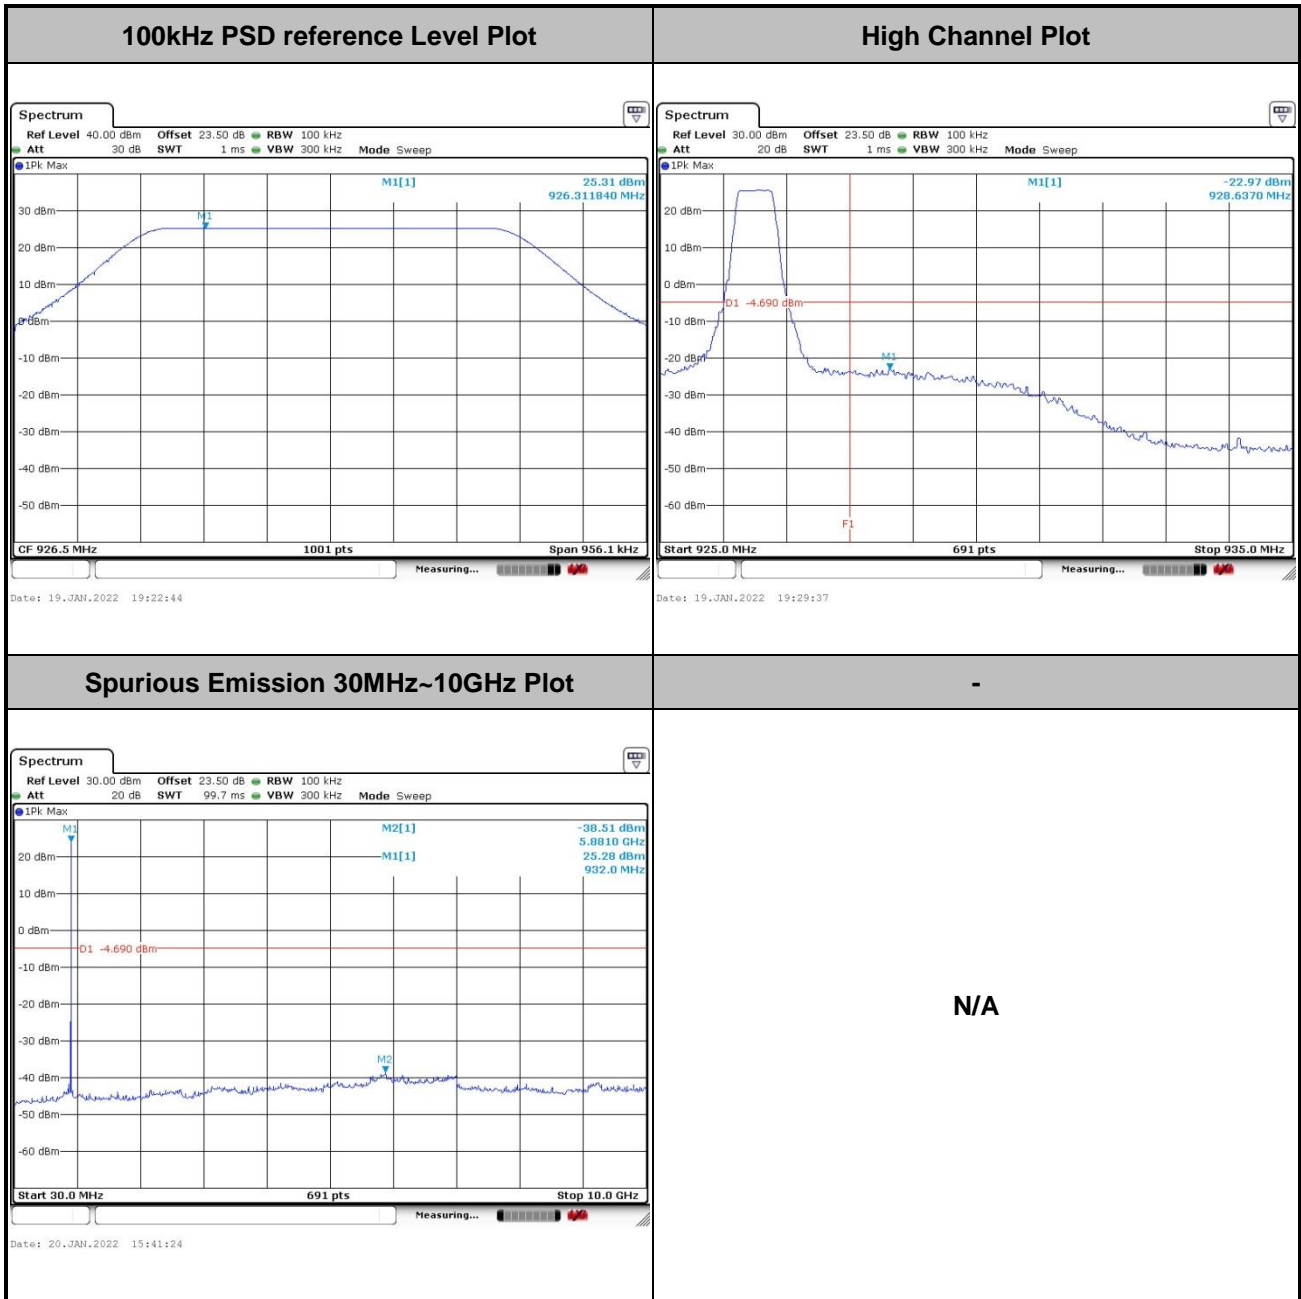 100kHz PSD reference Level Plot
High Channel Plot
Spectrum
Ref Level 40.00 dBm Offset 23.50 dB RBW 100 kHz
Att 30 dB SWT 1 ms VBW 300 kHz Mode Sweep
1Pk Max
M1[1] 25.31 dBm
926.311840 MHz
30 dBm
M1
20 dBm
10 dBm
0 dBm
-10 dBm
-20 dBm
-30 dBm
-40 dBm
-50 dBm
CF 926.5 MHz 1001 pts Span 956.1 kHz
Measuring...
Date: 19.JAN.2022 19:22:44
Spectrum
Ref Level 30.00 dBm Offset 23.50 dB RBW 100 kHz
Att 20 dB SWT 1 ms VBW 300 kHz Mode Sweep
1Pk Max
M1[1] -22.97 dBm
928.6370 MHz
20 dBm
10 dBm
0 dBm
D1 -4.690 dBm
-10 dBm
-20 dBm
M1
-30 dBm
-40 dBm
-50 dBm
-60 dBm
F1
Start 925.0 MHz 691 pts Stop 935.0 MHz
Measuring...
Date: 19.JAN.2022 19:29:37
Spurious Emission 30MHz~10GHz Plot
-
Spectrum
Ref Level 30.00 dBm Offset 23.50 dB RBW 100 kHz
Att 20 dB SWT 99.7 ms VBW 300 kHz Mode Sweep
1Pk Max
M1
M2[1] -38.51 dBm
5.8810 GHz
20 dBm
M1[1] 25.28 dBm
932.0 MHz
10 dBm
0 dBm
D1 -4.690 dBm
-10 dBm
-20 dBm
-30 dBm
M2
-40 dBm
-50 dBm
-60 dBm
Start 30.0 MHz 691 pts Stop 10.0 GHz
Measuring...
Date: 20.JAN.2022 15:41:24
N/A